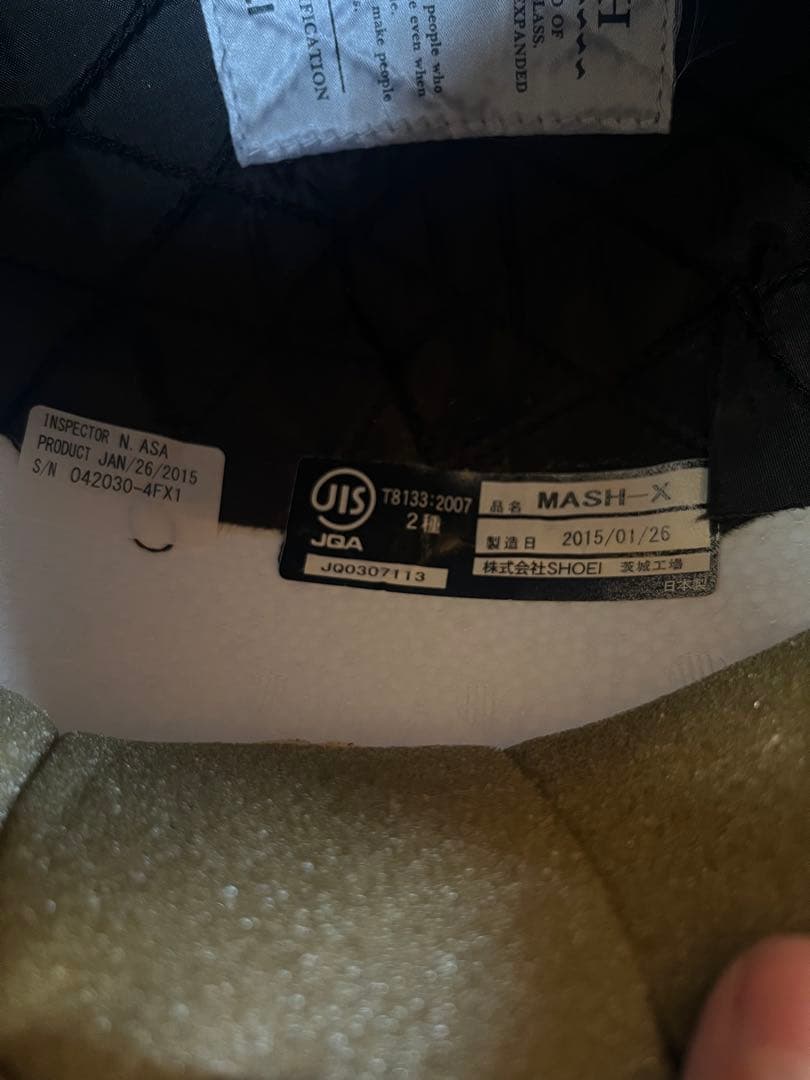 H
D OF
GLASS,
EXPANDED
people who
e even when
e.
make people
IFICATION
INSPECTOR N. ASA
PRODUCT JAN/26/2015
S/N 042030-4FX1
JIS
T8133:2007
2種
JQA
JQ0307113
品名 MASH-X
製造日 2015/01/26
株式会社SHOEI 茨城工場
日本製